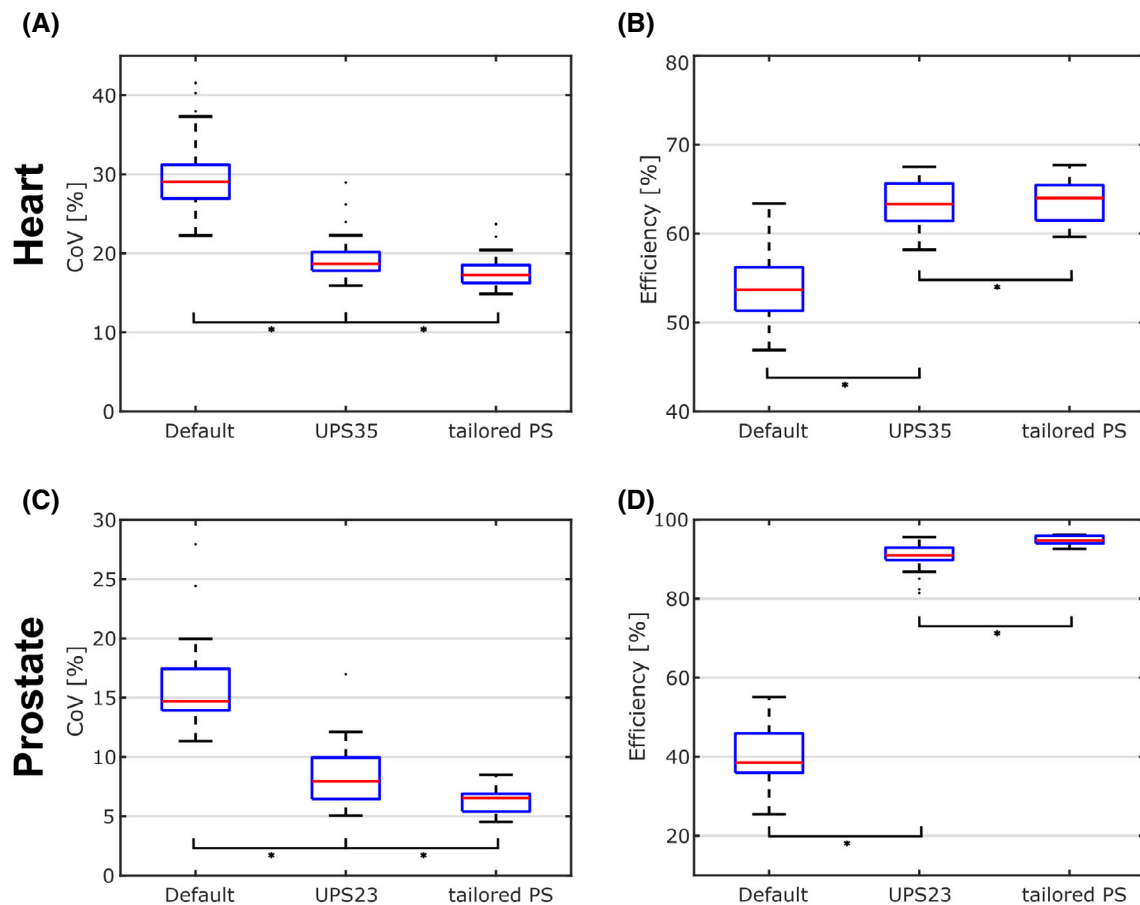 (A)
Heart
CoV [%]
40
30
20
10
0
*
*
Default UPS35 tailored PS
(B)
Efficiency [%]
80
70
60
50
40
*
*
Default UPS35 tailored PS
(C)
Prostate
CoV [%]
30
25
20
15
10
5
0
*
*
Default UPS23 tailored PS
(D)
Efficiency [%]
100
80
60
40
20
*
*
Default UPS23 tailored PS